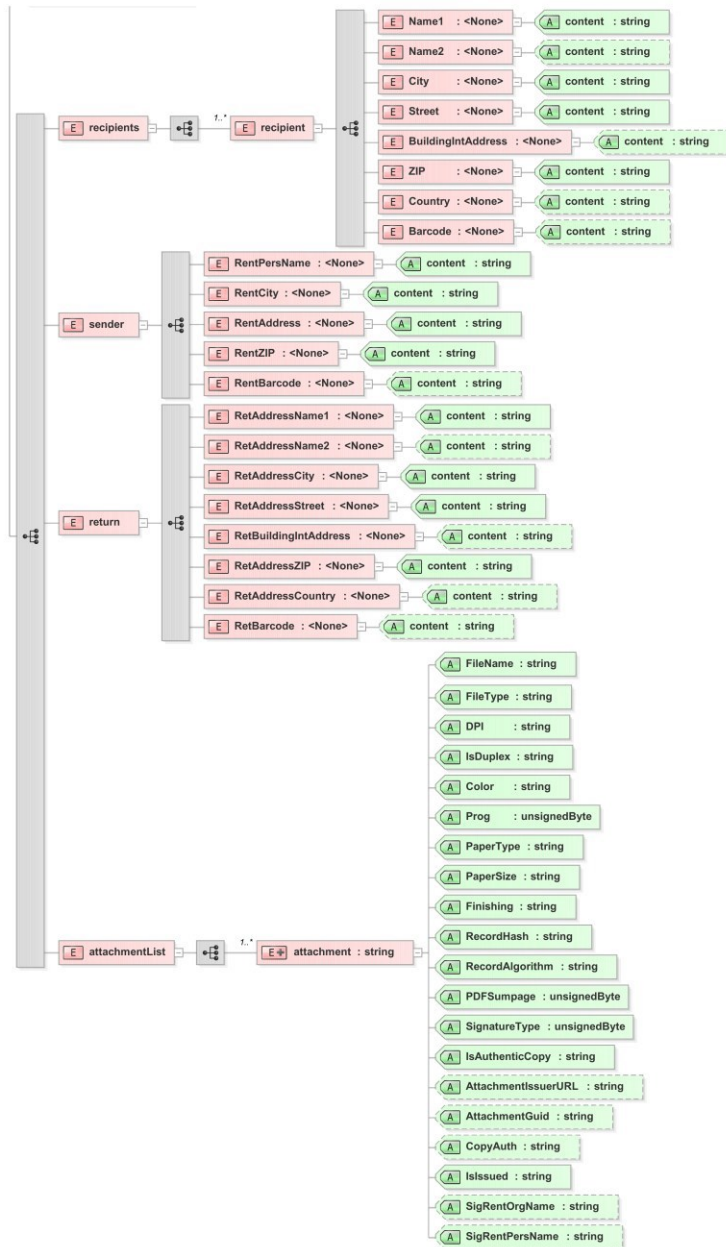 E Name1 : <None> A content : string
E Name2 : <None> A content : string
E City : <None> A content : string
E Street : <None> A content : string
E BuildingIntAddress : <None> A content : string
E recipients 1..* E recipient
E ZIP : <None> A content : string
E Country : <None> A content : string
E Barcode : <None> A content : string
E RentPersName : <None> A content : string
E RentCity : <None> A content : string
E sender
E RentAddress : <None> A content : string
E RentZIP : <None> A content : string
E RentBarcode : <None> A content : string
E RetAddressName1 : <None> A content : string
E RetAddressName2 : <None> A content : string
E RetAddressCity : <None> A content : string
E RetAddressStreet : <None> A content : string
E return
E RetBuildingIntAddress : <None> A content : string
E RetAddressZIP : <None> A content : string
E RetAddressCountry : <None> A content : string
E RetBarcode : <None> A content : string
A FileName : string
A FileType : string
A DPI : string
A IsDuplex : string
A Color : string
A Prog : unsignedByte
A PaperType : string
A PaperSize : string
A Finishing : string
A RecordHash : string
E attachmentList 1..* E attachment : string
A RecordAlgorithm : string
A PDFSumpage : unsignedByte
A SignatureType : unsignedByte
A IsAuthenticCopy : string
A AttachmentIssuerURL : string
A AttachmentGuid : string
A CopyAuth : string
A IsIssued : string
A SigRentOrgName : string
A SigRentPersName : string